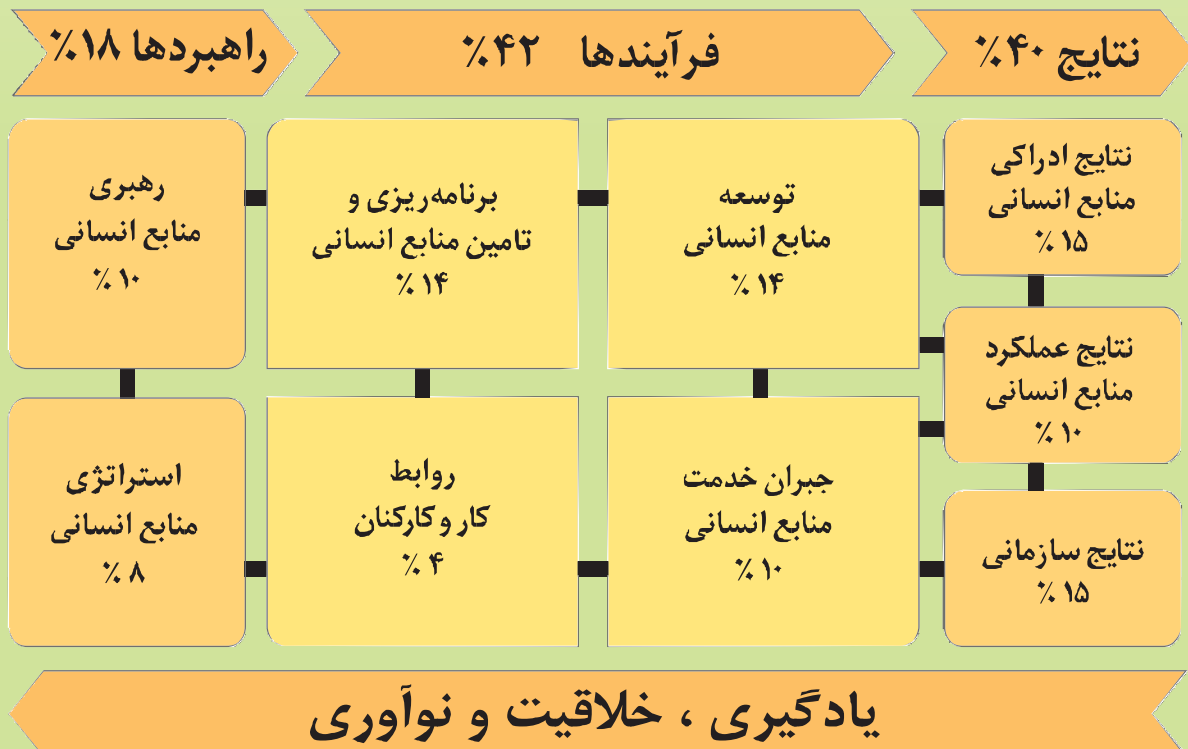 راهبردها ۱۸٪
فرآیندها ۴۲٪
نتایج ۴۰٪
رهبری
منابع انسانی
۱۰ ٪
برنامه‌ریزی و
تامین منابع انسانی
۱۴ ٪
توسعه
منابع انسانی
۱۴ ٪
نتایج ادراکی
منابع انسانی
۱۵ ٪
نتایج عملکرد
منابع انسانی
۱۰ ٪
استراتژی
منابع انسانی
۸ ٪
روابط
کار و کارکنان
۴ ٪
جبران خدمت
منابع انسانی
۱۰ ٪
نتایج سازمانی
۱۵ ٪
یادگیری ، خلاقیت و نوآوری